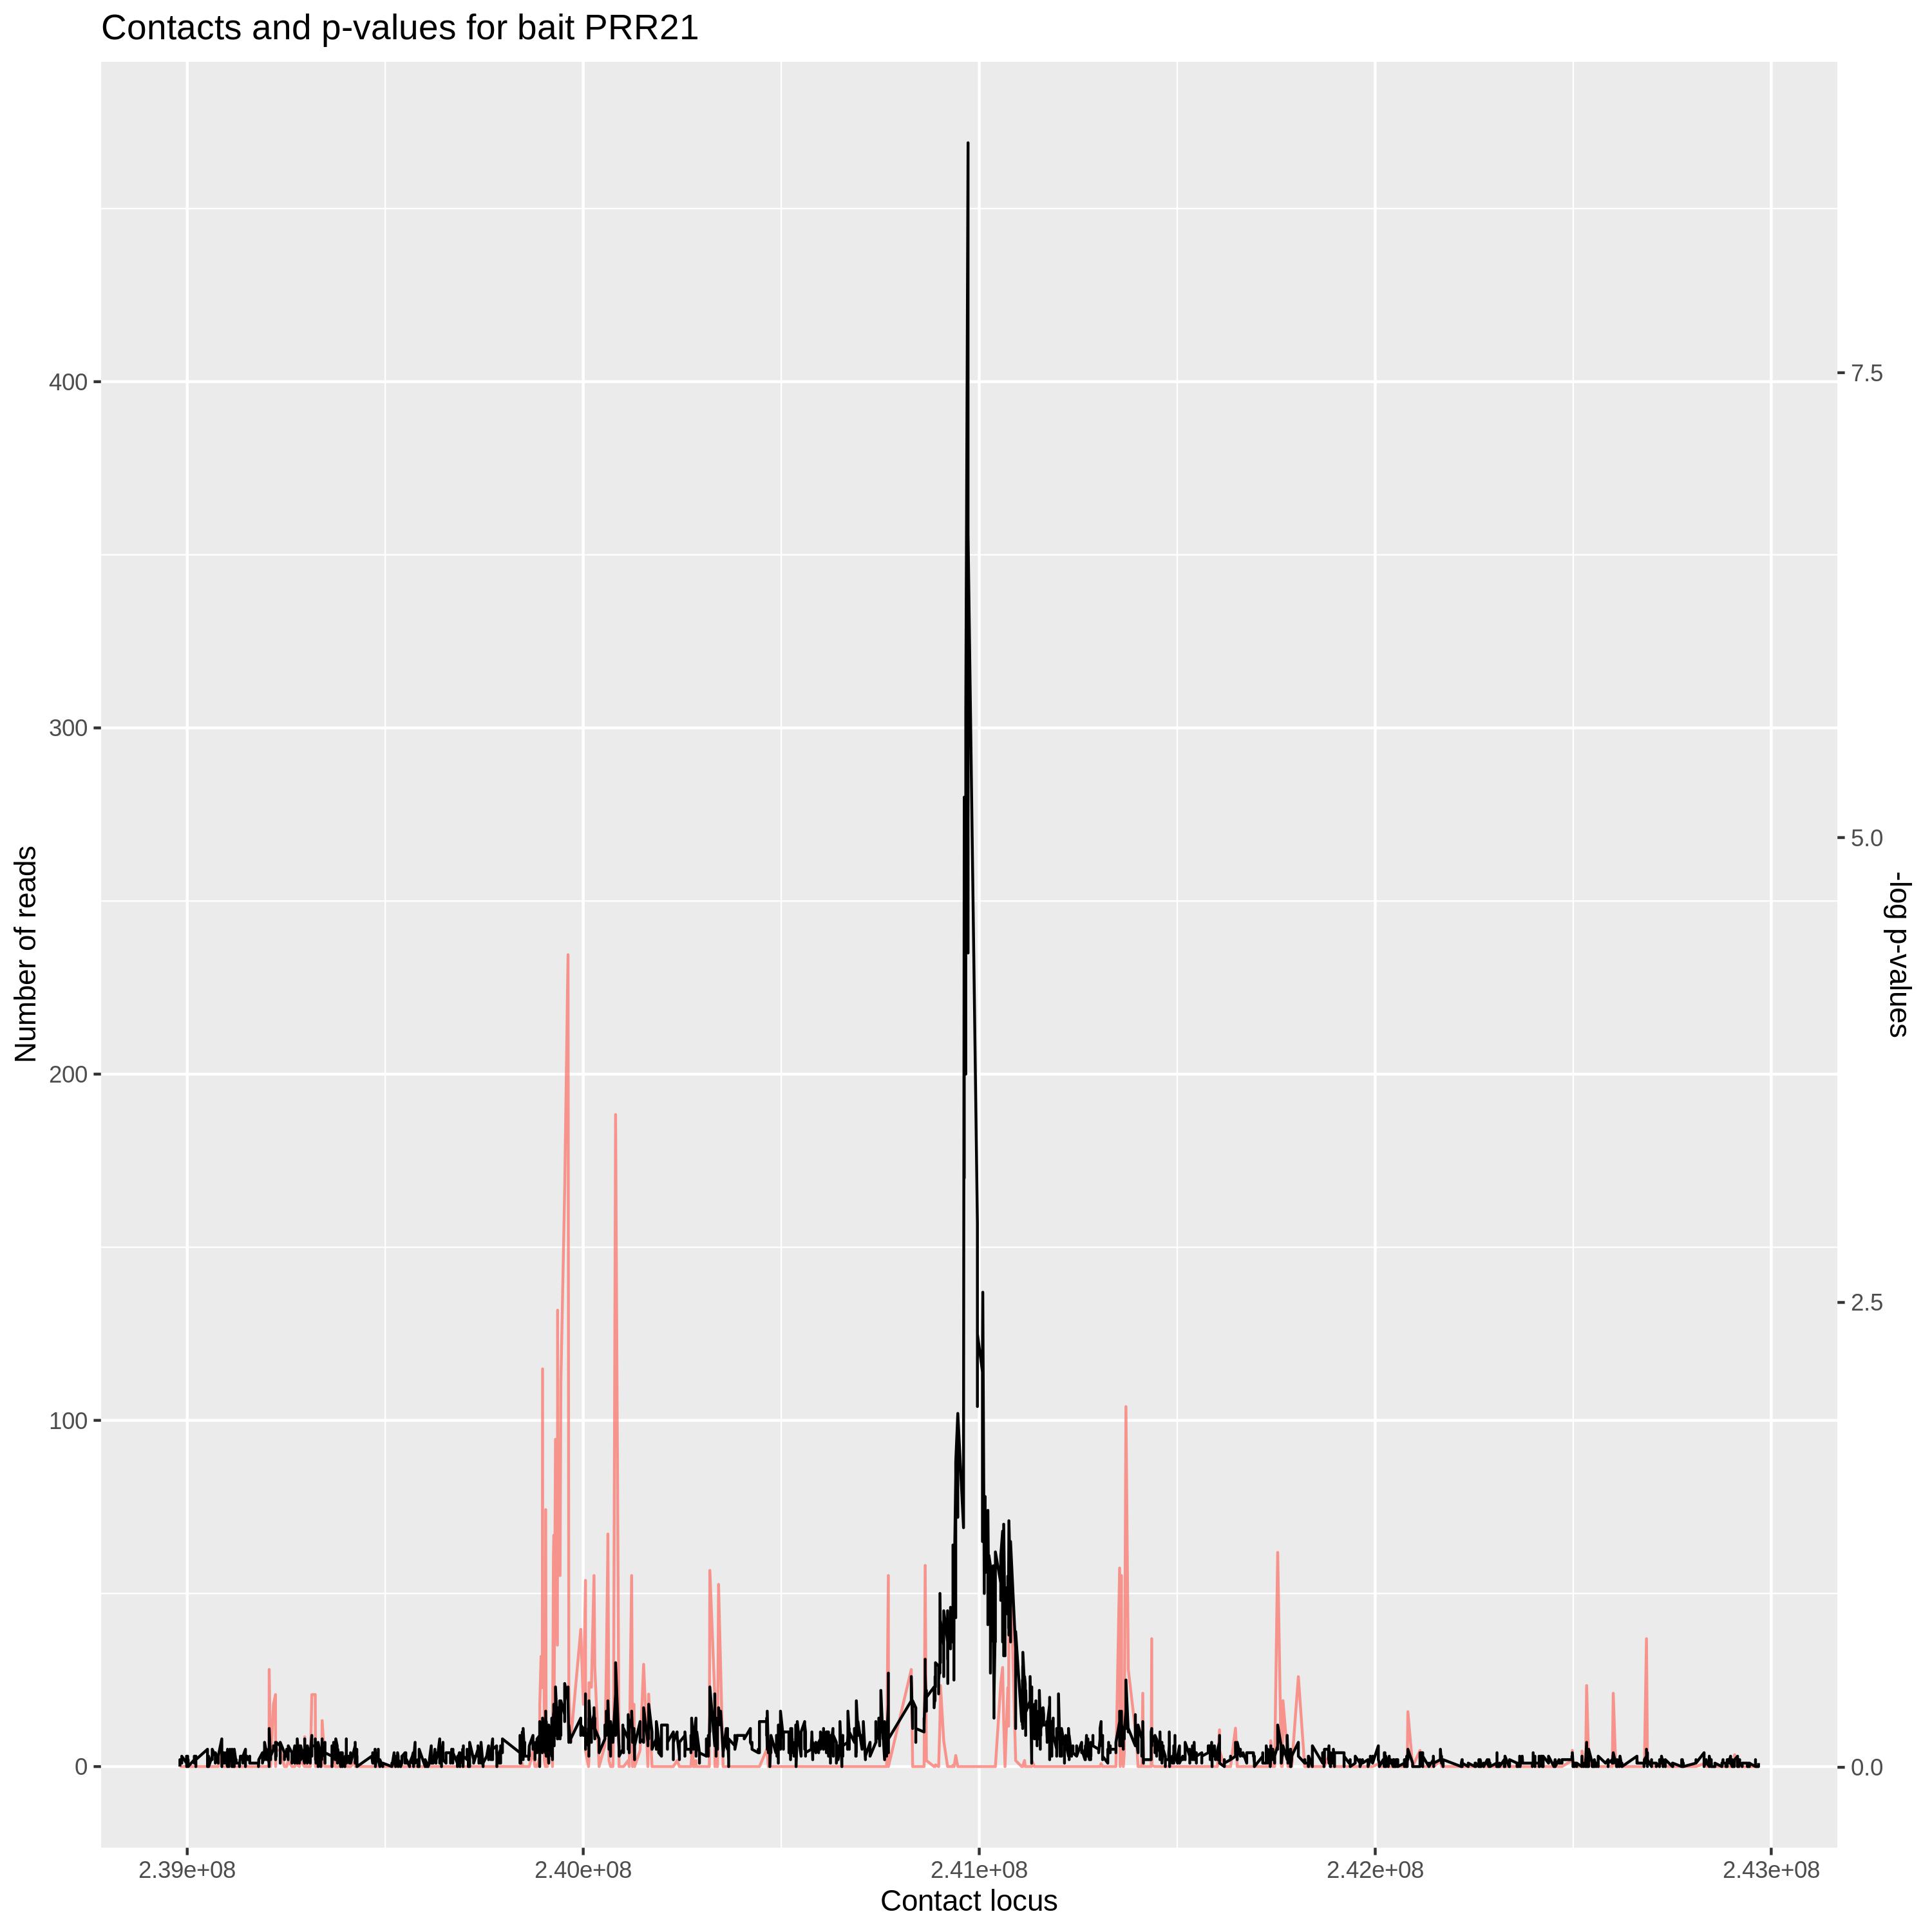 Contacts and p-values for bait PRR21
400
300
200
100
0
Number of reads
7.5
5.0
2.5
0.0
-log p-values
2.39e+08 2.40e+08 2.41e+08 2.42e+08 2.43e+08
Contact locus